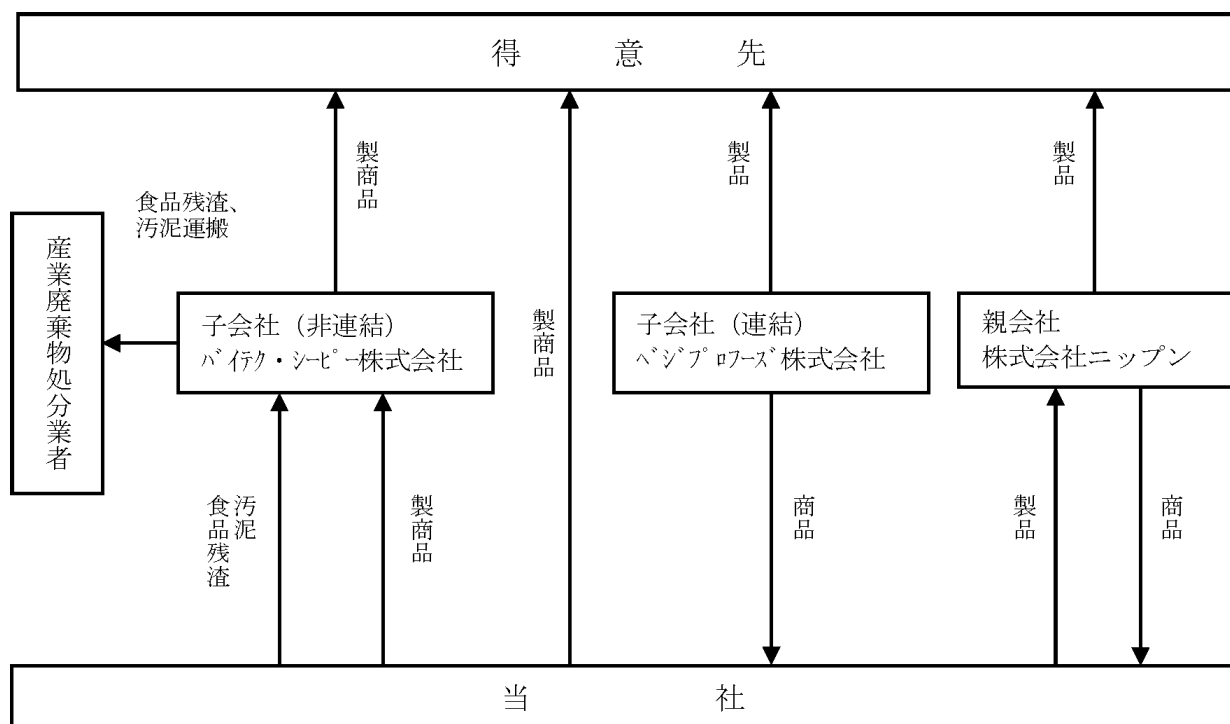 得意先
製商品
製品
製品
食品残渣、
汚泥運搬
産業廃棄物処分業者
子会社（非連結）
ﾊﾞｲﾃｸ・ｼｰﾋﾟｰ株式会社
製商品
子会社（連結）
ﾍﾞｼﾞﾌﾟﾛﾌｰｽﾞ株式会社
親会社
株式会社ニップン
汚泥
食品残渣
製商品
商品
製品
商品
当社